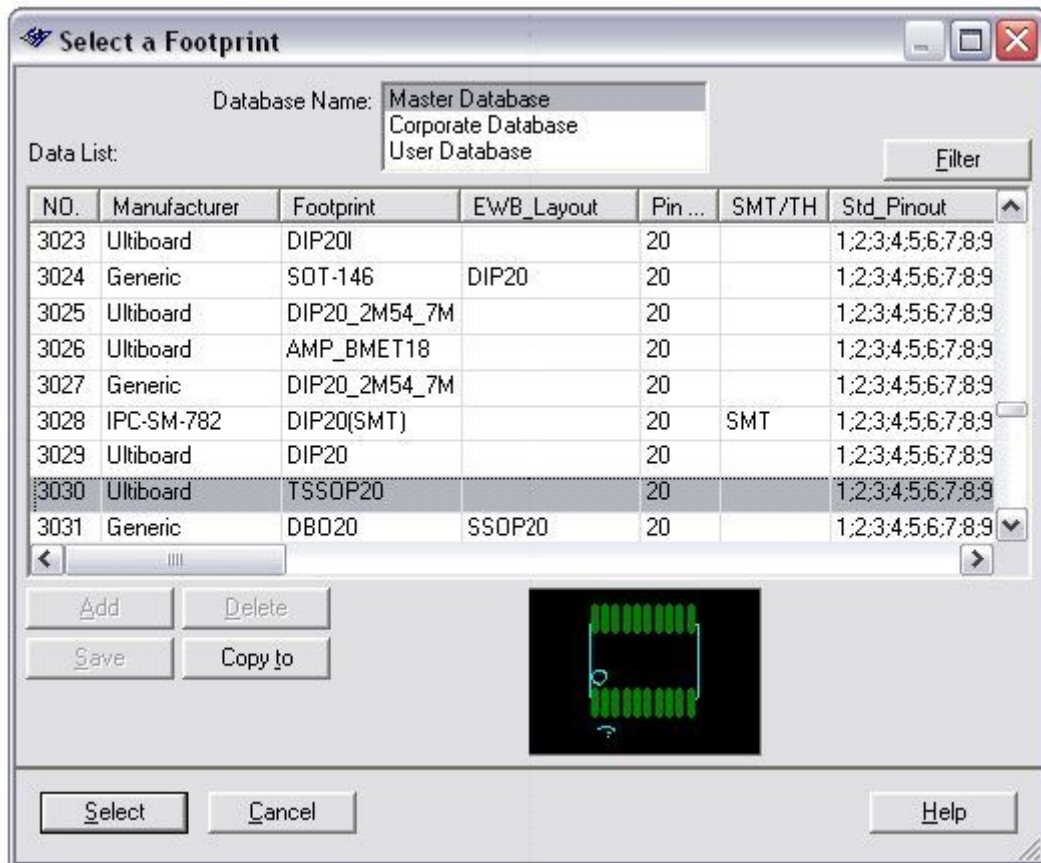 Select a Footprint
Database Name:
Master Database
Corporate Database
User Database
Data List:
Filter
NO. Manufacturer Footprint EWB_Layout Pin ... SMT/TH Std_Pinout
3023 Ultiboard DIP20I 20 1;2;3;4;5;6;7;8;9
3024 Generic SOT-146 DIP20 20 1;2;3;4;5;6;7;8;9
3025 Ultiboard DIP20_2M54_7M 20 1;2;3;4;5;6;7;8;9
3026 Ultiboard AMP_BMET18 20 1;2;3;4;5;6;7;8;9
3027 Generic DIP20_2M54_7M 20 1;2;3;4;5;6;7;8;9
3028 IPC-SM-782 DIP20(SMT) 20 SMT 1;2;3;4;5;6;7;8;9
3029 Ultiboard DIP20 20 1;2;3;4;5;6;7;8;9
3030 Ultiboard TSSOP20 20 1;2;3;4;5;6;7;8;9
3031 Generic DBO20 SSOP20 20 1;2;3;4;5;6;7;8;9
Add Delete
Save Copy to
Select Cancel Help